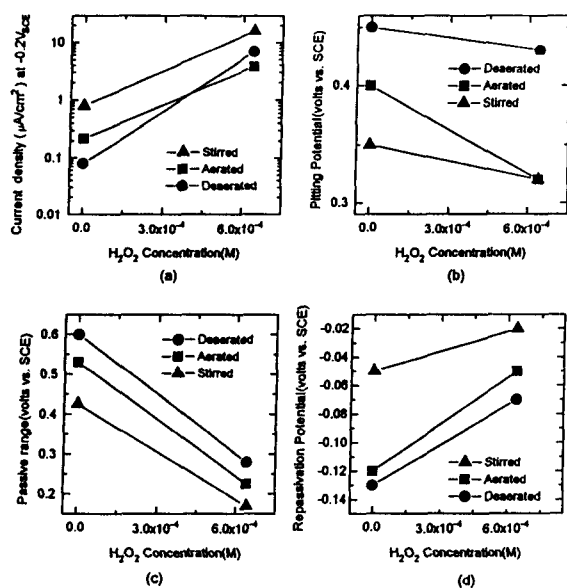 Current density ( μA/cm² ) at -0.2V_SCE
10
1
0.1
0.01
Stirred
Aerated
Deaerated
0.0
3.0x10⁻⁴
6.0x10⁻⁴
H₂O₂ Concentration(M)
(a)
Pitting Potential(volts vs. SCE)
0.4
0.3
Deaerated
Aerated
Stirred
0.0
3.0x10⁻⁴
6.0x10⁻⁴
H₂O₂ Concentration(M)
(b)
Passive range(volts vs. SCE)
0.6
0.5
0.4
0.3
0.2
Deaerated
Aerated
Stirred
0.0
3.0x10⁻⁴
6.0x10⁻⁴
H₂O₂ Concentration(M)
(c)
Repassivation Potential(volts vs. SCE)
-0.02
-0.04
-0.06
-0.08
-0.10
-0.12
-0.14
Stirred
Aerated
Deaerated
0.0
3.0x10⁻⁴
6.0x10⁻⁴
H₂O₂ Concentration(M)
(d)